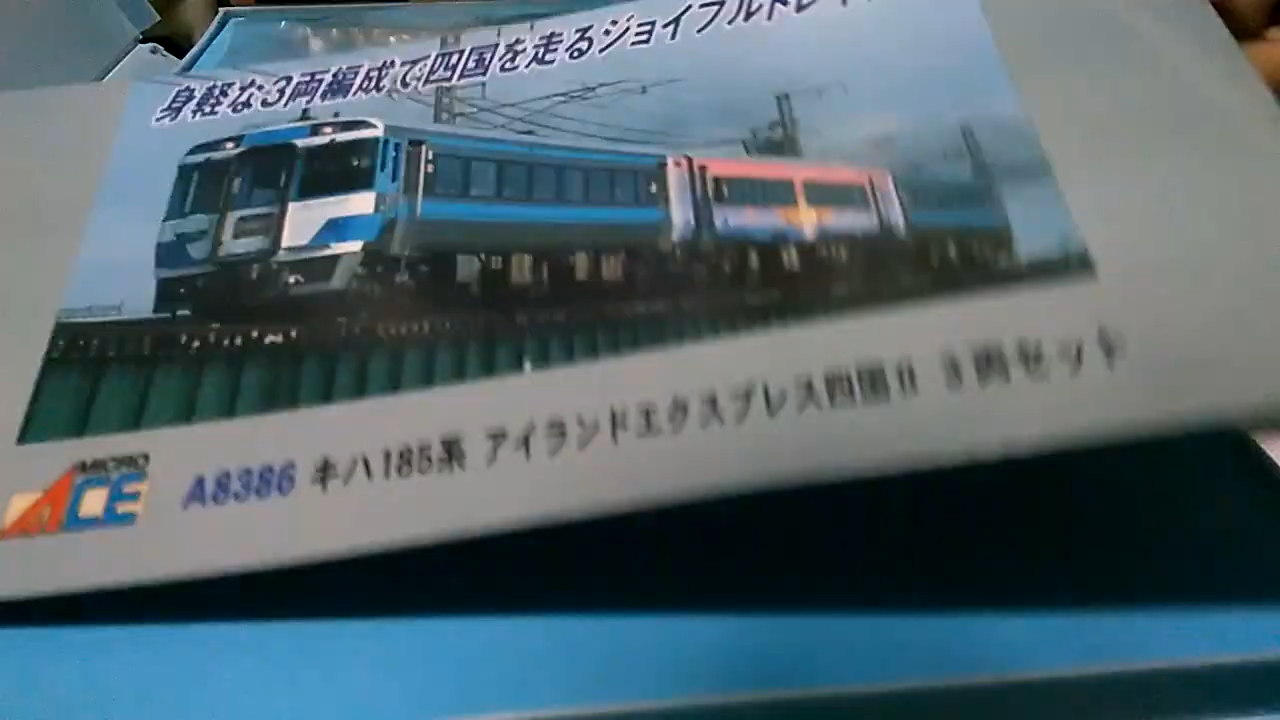 身軽な3両編成で四国を走るジョイフルトレイ
MICRO
ACE
A8386 キハ185系 アイランドエクスプレス四国II 3両セット